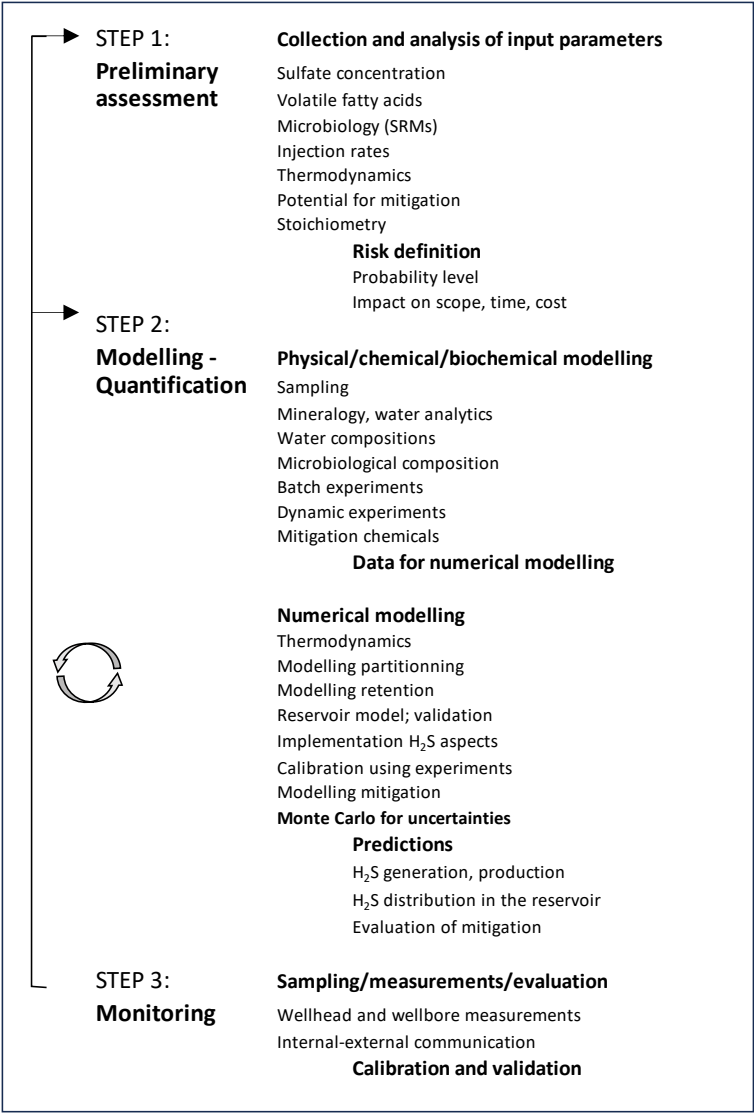 STEP 1:
Collection and analysis of input parameters
Preliminary
assessment
Sulfate concentration
Volatile fatty acids
Microbiology (SRMs)
Injection rates
Thermodynamics
Potential for mitigation
Stoichiometry
Risk definition
Probability level
Impact on scope, time, cost
STEP 2:
Modelling -
Quantification
Physical/chemical/biochemical modelling
Sampling
Mineralogy, water analytics
Water compositions
Microbiological composition
Batch experiments
Dynamic experiments
Mitigation chemicals
Data for numerical modelling
Numerical modelling
Thermodynamics
Modelling partitionning
Modelling retention
Reservoir model; validation
Implementation H₂S aspects
Calibration using experiments
Modelling mitigation
Monte Carlo for uncertainties
Predictions
H₂S generation, production
H₂S distribution in the reservoir
Evaluation of mitigation
STEP 3:
Monitoring
Sampling/measurements/evaluation
Wellhead and wellbore measurements
Internal-external communication
Calibration and validation